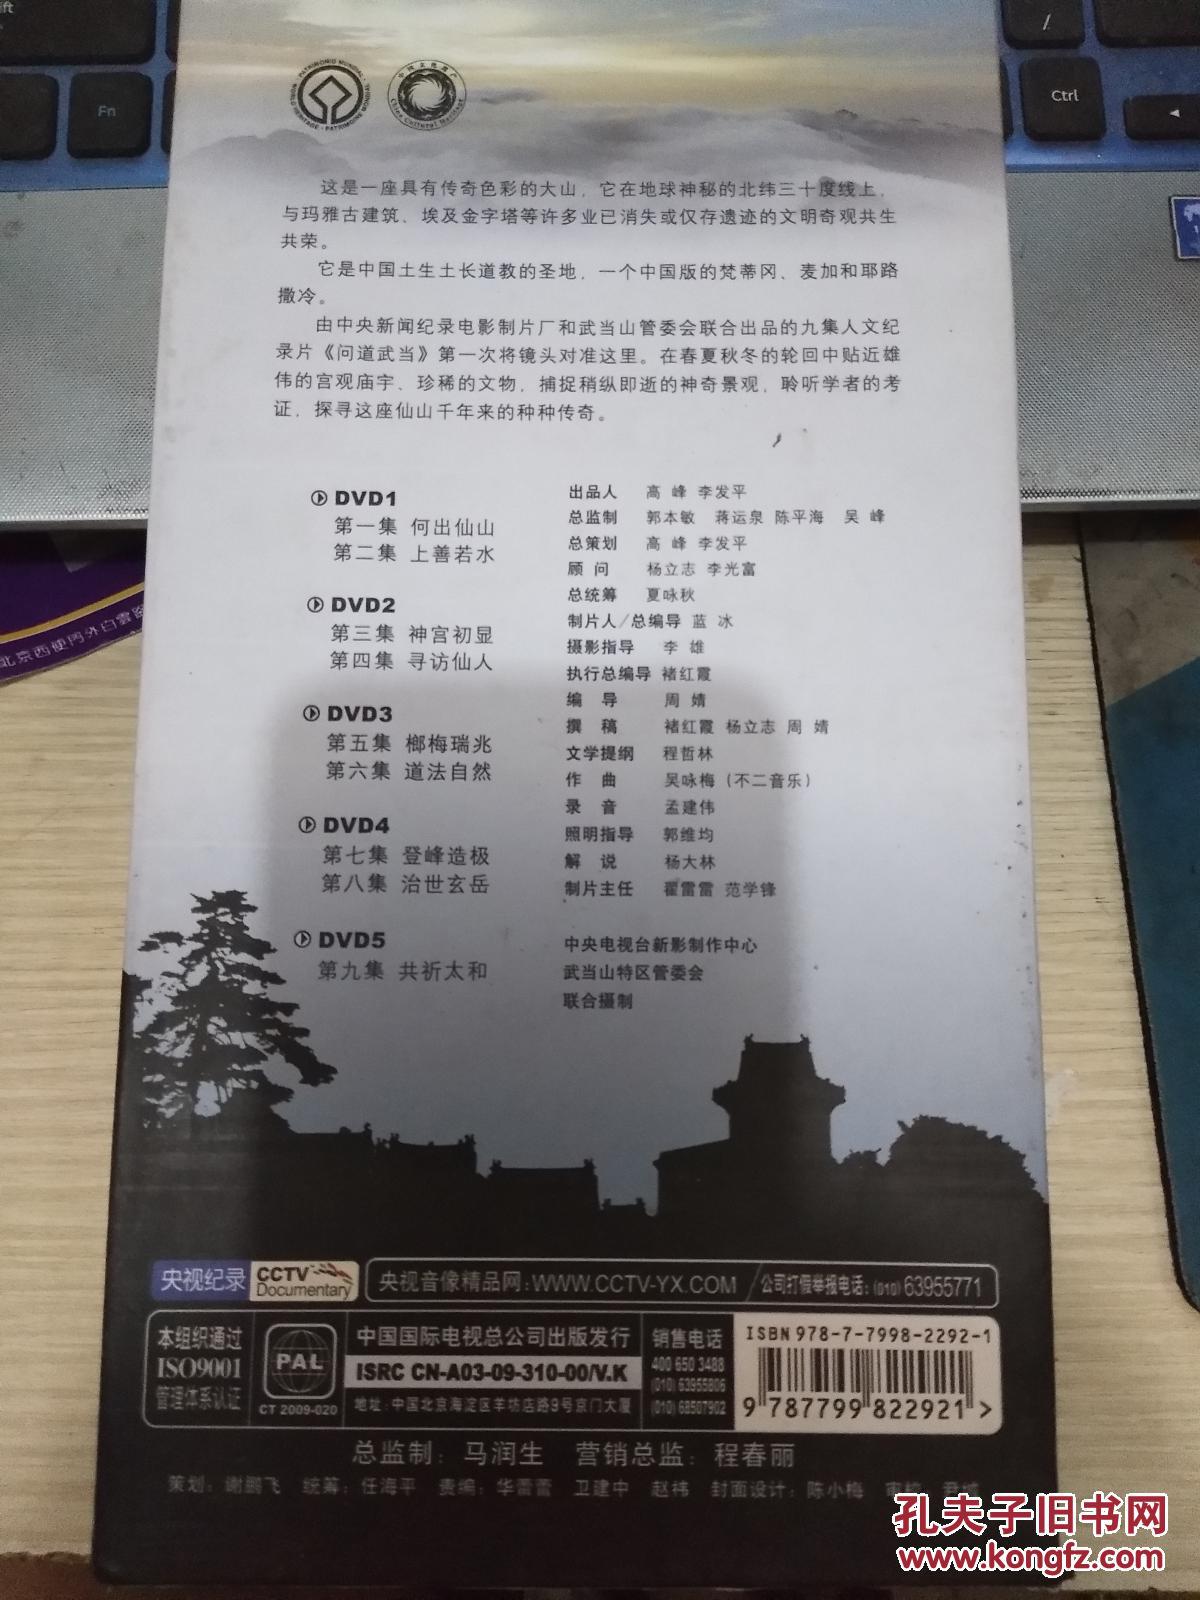 ift
Fn
/
Ctrl
PATRIMONIO MUNDIAL
WORLD HERITAGE · PATRIMOINE MONDIAL
中国文化遗产
China Cultural Heritage
这是一座具有传奇色彩的大山，它在地球神秘的北纬三十度线上，
与玛雅古建筑、埃及金字塔等许多业已消失或仅存遗迹的文明奇观共生
共荣。
它是中国土生土长道教的圣地，一个中国版的梵蒂冈、麦加和耶路
撒冷。
由中央新闻纪录电影制片厂和武当山管委会联合出品的九集人文纪
录片《问道武当》第一次将镜头对准这里。在春夏秋冬的轮回中贴近雄
伟的宫观庙宇、珍稀的文物，捕捉稍纵即逝的神奇景观，聆听学者的考
证，探寻这座仙山千年来的种种传奇。
DVD1
第一集 何出仙山
第二集 上善若水
DVD2
第三集 神宫初显
第四集 寻访仙人
DVD3
第五集 榔梅瑞兆
第六集 道法自然
DVD4
第七集 登峰造极
第八集 治世玄岳
DVD5
第九集 共祈太和
出品人 高 峰 李发平
总监制 郭本敏 蒋运泉 陈平海 吴 峰
总策划 高 峰 李发平
顾 问 杨立志 李光富
总统筹 夏咏秋
制片人/总编导 蓝 冰
摄影指导 李 雄
执行总编导 褚红霞
编 导 周 婧
撰 稿 褚红霞 杨立志 周 婧
文学提纲 程哲林
作 曲 吴咏梅（不二音乐）
录 音 孟建伟
照明指导 郭维均
解 说 杨大林
制片主任 翟雷雷 范学锋
中央电视台新影制作中心
武当山特区管委会
联合摄制
北京西便门外白雲路
央视纪录 CCTV Documentary
央视音像精品网：WWW.CCTV-YX.COM / 公司打假举报电话：(010) 63955771
本组织通过
ISO9001
管理体系认证
PAL
CT 2009-020
中国国际电视总公司出版发行
ISRC CN-A03-09-310-00/V.K
地址：中国北京海淀区羊坊店路9号京门大厦
销售电话
400 650 3488
(010) 63955806
(010) 68507902
ISBN 978-7-7998-2292-1
9 787799 822921 >
总监制：马润生 营销总监：程春丽
策划：谢鹏飞 统筹：任海平 责编：华蕾蕾 卫建中 赵祎 封面设计：陈小梅
孔夫子旧书网
www.kongfz.com